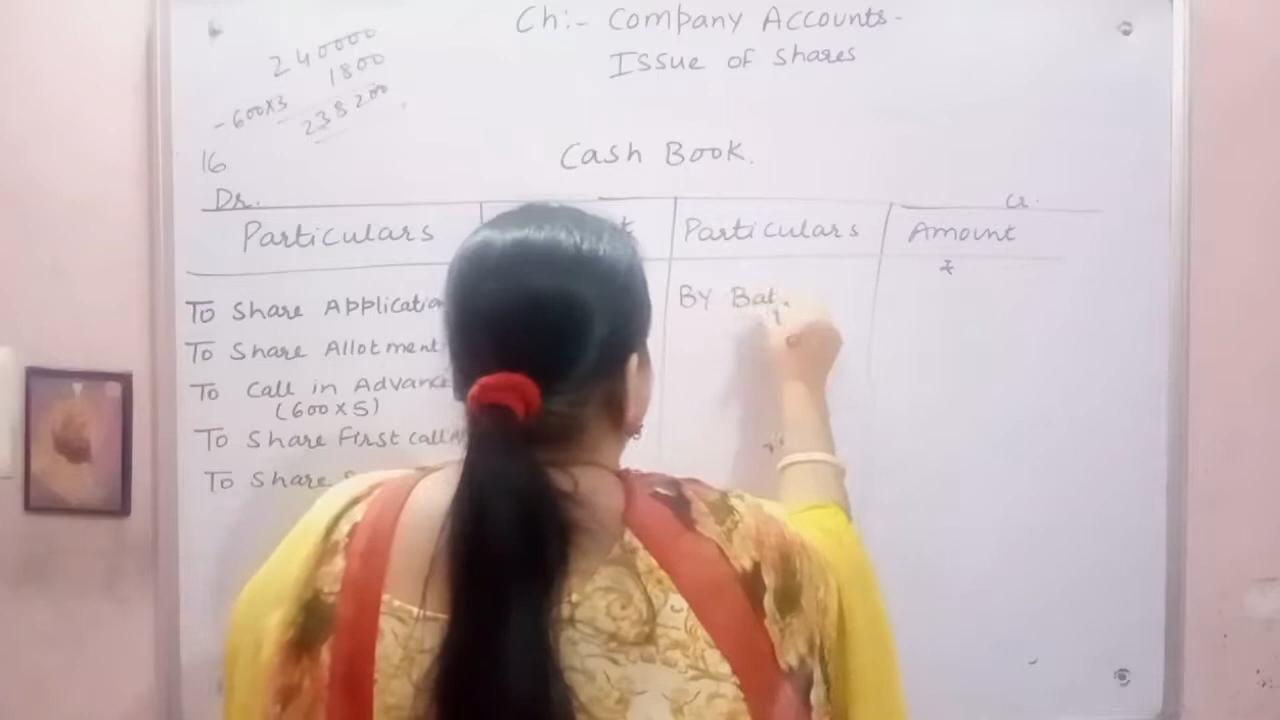 Ch:- Company Accounts-
Issue of Shares
240000
1800
-600x3
238200
16
Cash Book.
Dr. Cr.
Particulars Particulars Amount
₹
To Share Application
To Share Allotment
To Call in Advance
(600x5)
To Share First call
To Share
By Bal.